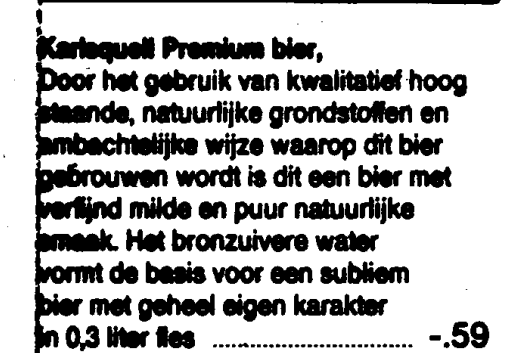 Karlsquell Premium bier,
Door het gebruik van kwalitatief hoog
staande, natuurlijke grondstoffen en
ambachtelijke wijze waarop dit bier
gebrouwen wordt is dit een bier met
verfijnd milde en puur natuurlijke
smaak. Het bronzuivere water
vormt de basis voor een subliem
bier met geheel eigen karakter
in 0,3 liter fles ................................ -.59